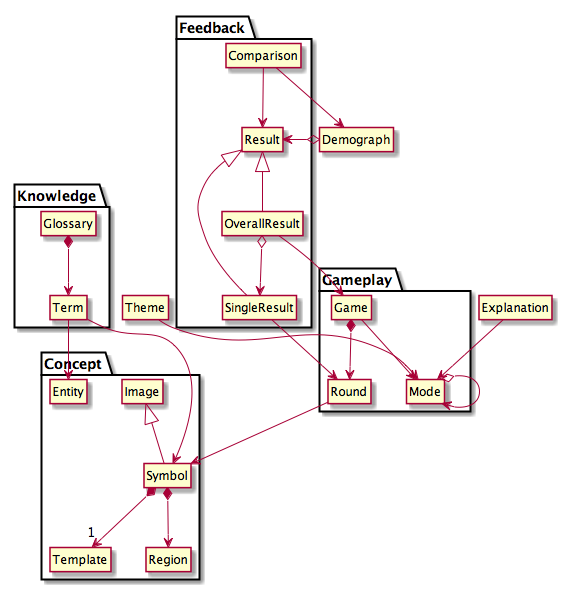 Feedback
Comparison
Result
Demograph
Knowledge
Glossary
OverallResult
Gameplay
Term
Theme
SingleResult
Game
Explanation
Concept
Entity
Image
Round
Mode
Symbol
1
Template
Region